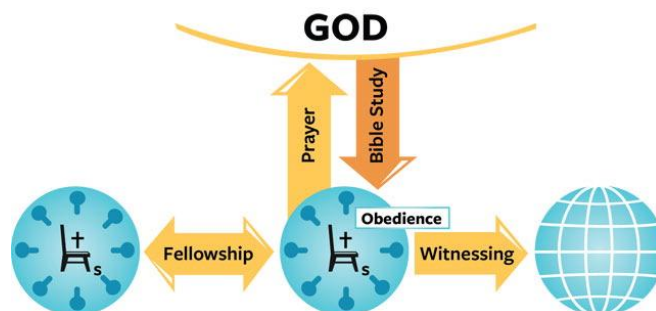 GOD
Prayer
Bible Study
Obedience
s
Fellowship
s
Witnessing